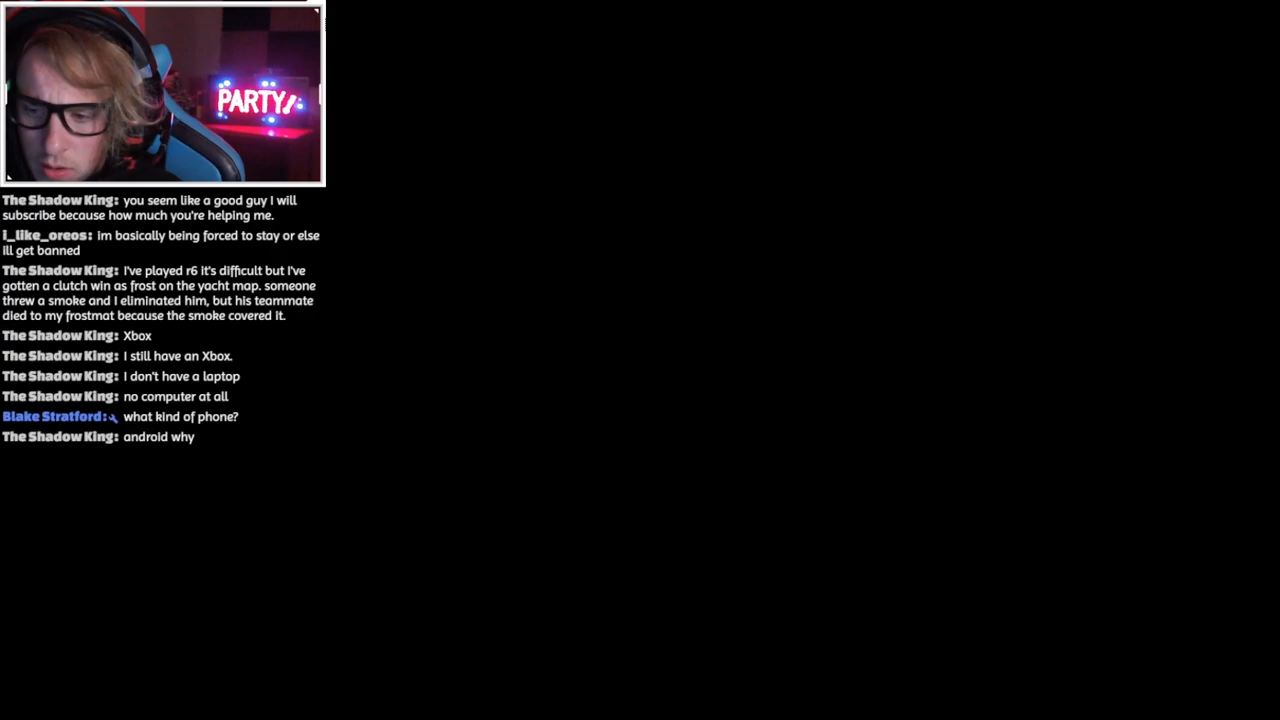 PARTY!
The Shadow King: you seem like a good guy I will
subscribe because how much you're helping me.
i_like_oreos: im basically being forced to stay or else
ill get banned
The Shadow King: I've played r6 it's difficult but I've
gotten a clutch win as frost on the yacht map. someone
threw a smoke and I eliminated him, but his teammate
died to my frostmat because the smoke covered it.
The Shadow King: Xbox
The Shadow King: I still have an Xbox.
The Shadow King: I don't have a laptop
The Shadow King: no computer at all
Blake Stratford: what kind of phone?
The Shadow King: android why